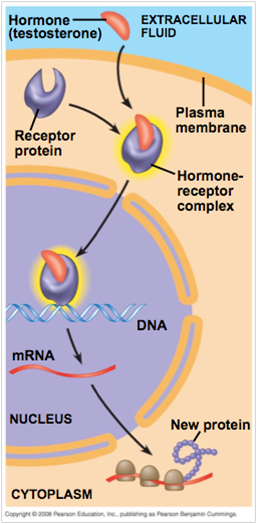 Hormone
(testosterone)
EXTRACELLULAR
FLUID
Plasma
membrane
Receptor
protein
Hormone-
receptor
complex
DNA
mRNA
NUCLEUS
New protein
CYTOPLASM
Copyright © 2008 Pearson Education, Inc., publishing as Pearson Benjamin Cummings.